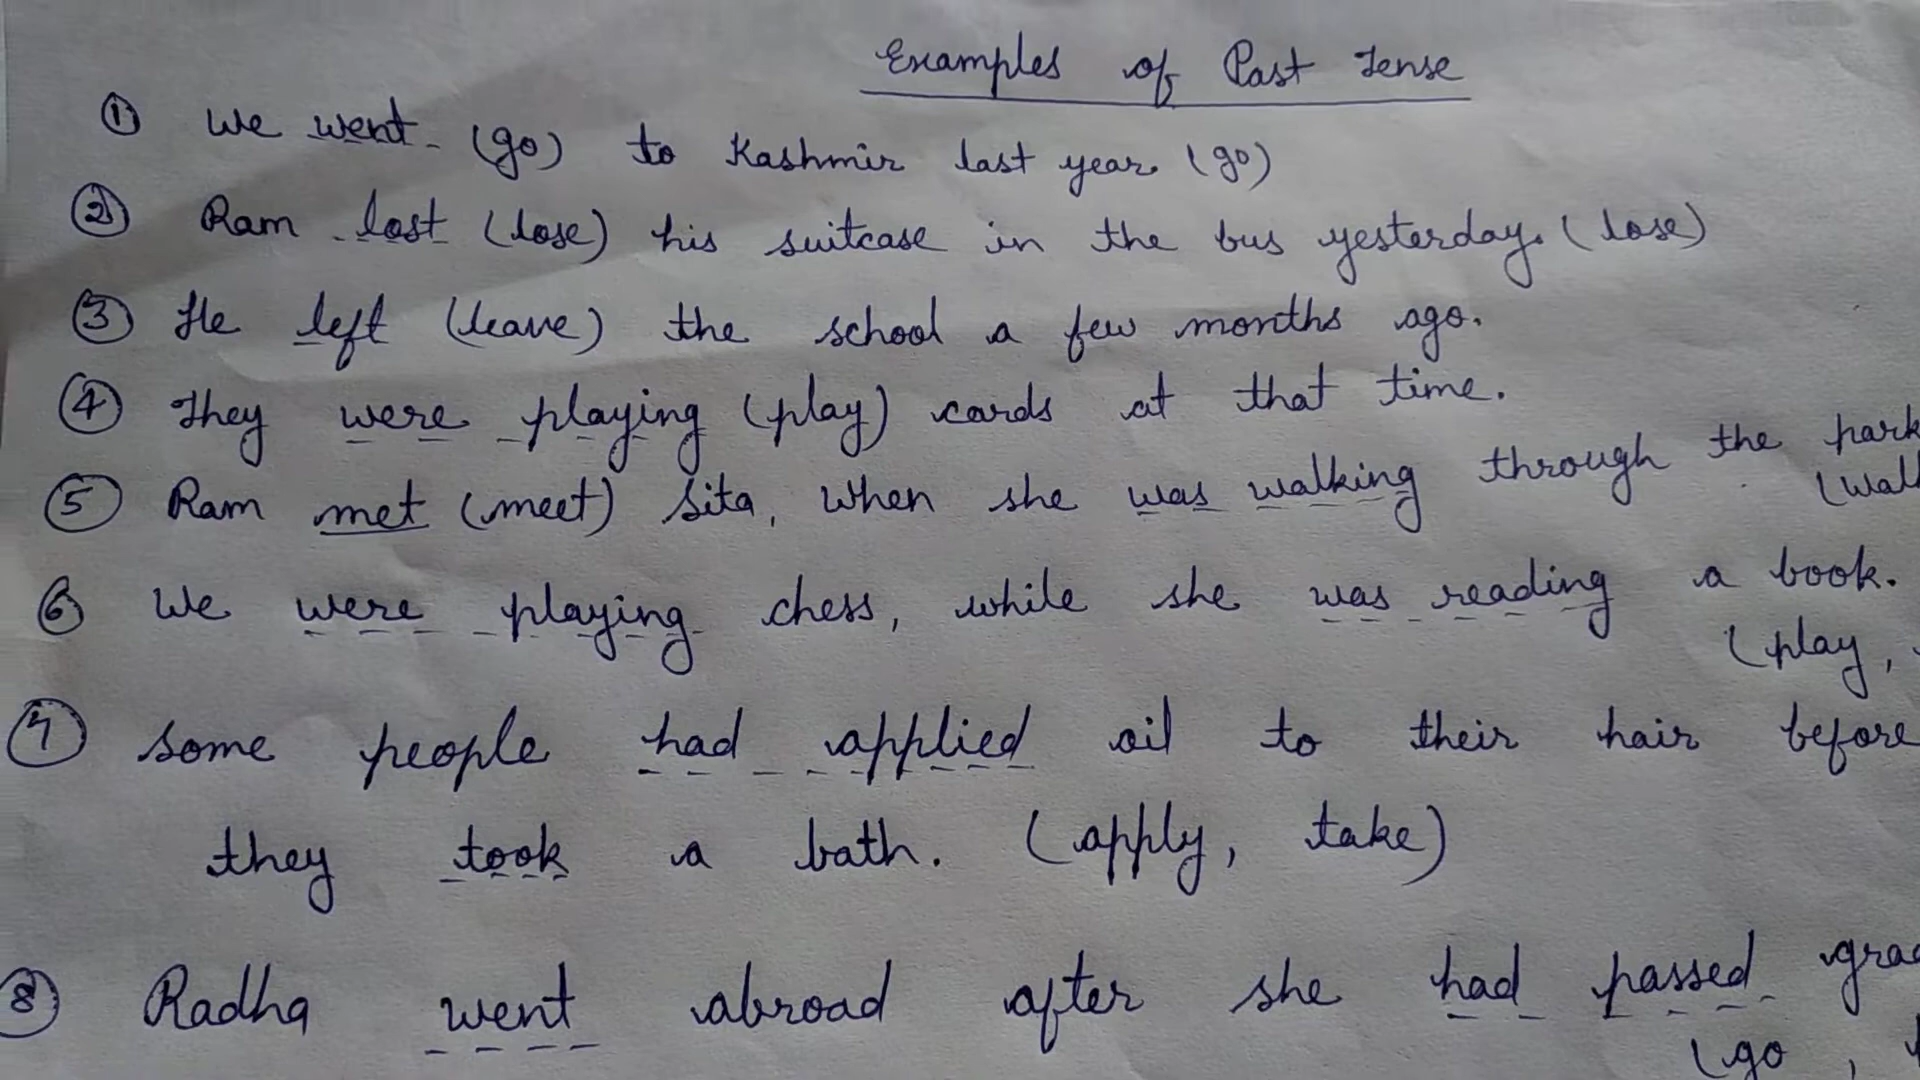 Examples of Past Tense
① We went (go) to Kashmir last year. (go)
② Ram lost (lose) his suitcase in the bus yesterday. (lose)
③ He left (leave) the school a few months ago.
④ They were playing (play) cards at that time.
⑤ Ram met (meet) Sita, when she was walking through the park
(wal
⑥ We were playing chess, while she was reading a book.
(play,
⑦ Some people had applied oil to their hair before
they took a bath. (apply, take)
⑧ Radha went abroad after she had passed gra
(go,